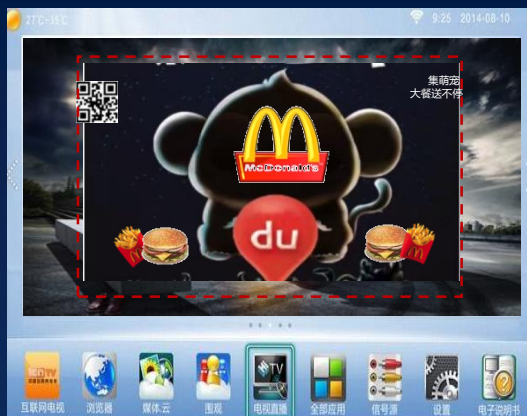 27℃~35℃
9:25 2014-08-10
集萌宠
大餐送不停
McDonald's
du
TV
互联网电视
浏览器
媒体.云
围观
电视直播
全部应用
信号源
设置
电子说明书